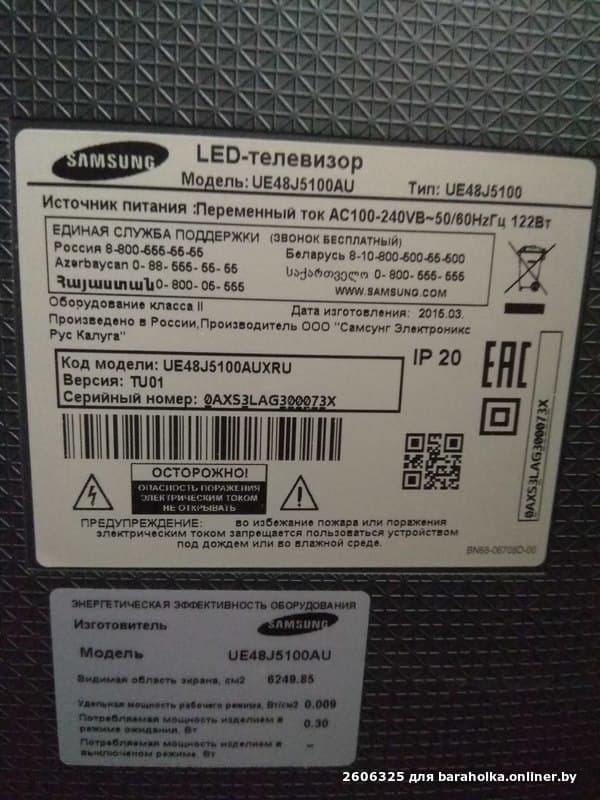 SAMSUNG
LED-телевизор
Модель: UE48J5100AU Тип: UE48J5100
Источник питания :Переменный ток AC100-240VВ~50/60HzГц 122Вт
ЕДИНАЯ СЛУЖБА ПОДДЕРЖКИ (ЗВОНОК БЕСПЛАТНЫЙ)
Россия 8-800-555-55-55 Беларусь 8-10-800-500-55-500
Azerbaycan 0- 88- 555- 55- 55 საქართველო 0- 800- 555- 555
Հայաստան 0- 800- 05- 555 WWW.SAMSUNG.COM
Оборудование класса II Дата изготовления: 2015.03.
Произведено в России,Производитель ООО "Самсунг Электроникс
Рус Калуга"
Код модели: UE48J5100AUXRU
Версия: TU01
Серийный номер: 0AXS3LAG300073X
IP 20
EAC
0AXS3LAG300073X
ОСТОРОЖНО!
ОПАСНОСТЬ ПОРАЖЕНИЯ
ЭЛЕКТРИЧЕСКИМ ТОКОМ
НЕ ОТКРЫВАТЬ
ПРЕДУПРЕЖДЕНИЕ: во избежание пожара или поражения
электрическим током запрещается пользоваться устройством
под дождем или во влажной среде.
BN68-06708D-00
ЭНЕРГЕТИЧЕСКАЯ ЭФФЕКТИВНОСТЬ ОБОРУДОВАНИЯ
Изготовитель SAMSUNG
Модель UE48J5100AU
Видимая область экрана, см2 6249.85
Удельная мощность рабочего режима, Вт/см2 0.009
Потребляемая мощность изделием в 0.30
режиме ожидания, Вт
Потребляемая мощность изделием в –
выключеном режиме, Вт
2606325 для baraholka.onliner.by